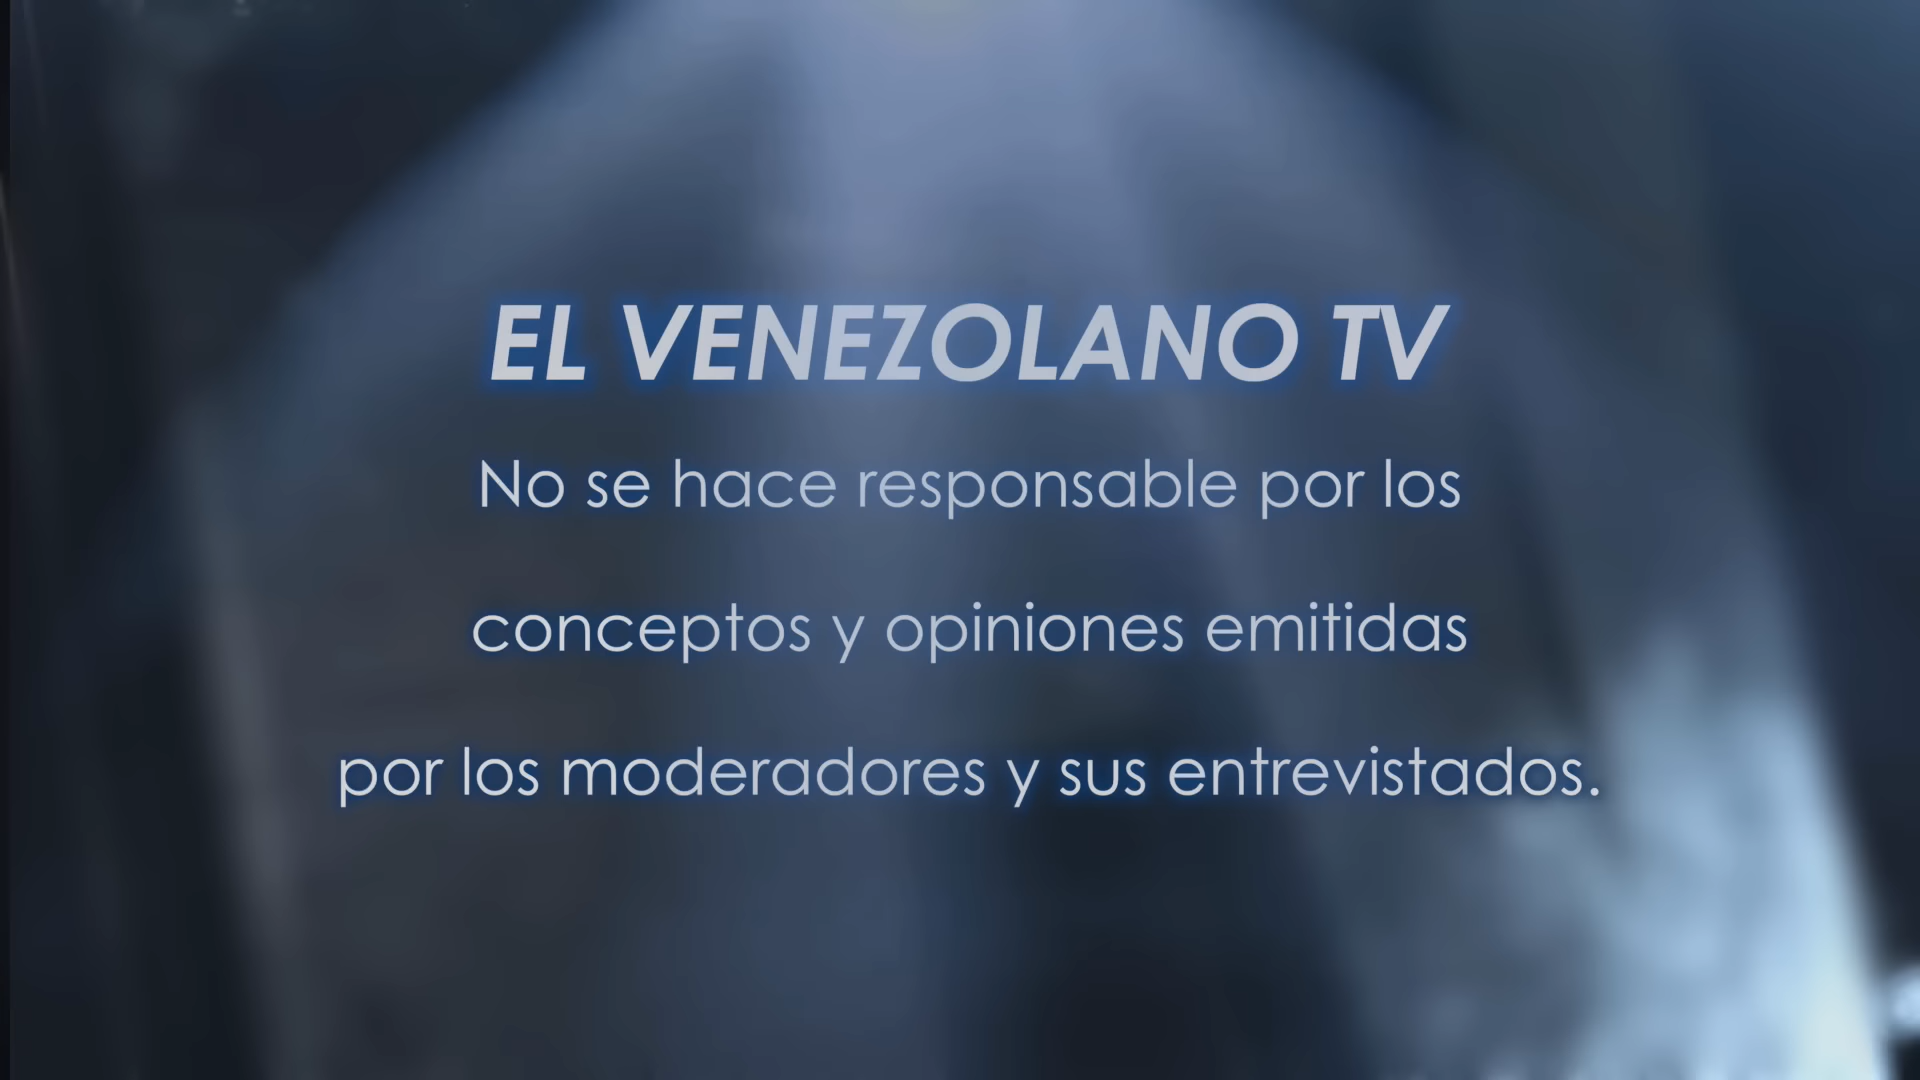 EL VENEZOLANO TV
No se hace responsable por los
conceptos y opiniones emitidas
por los moderadores y sus entrevistados.